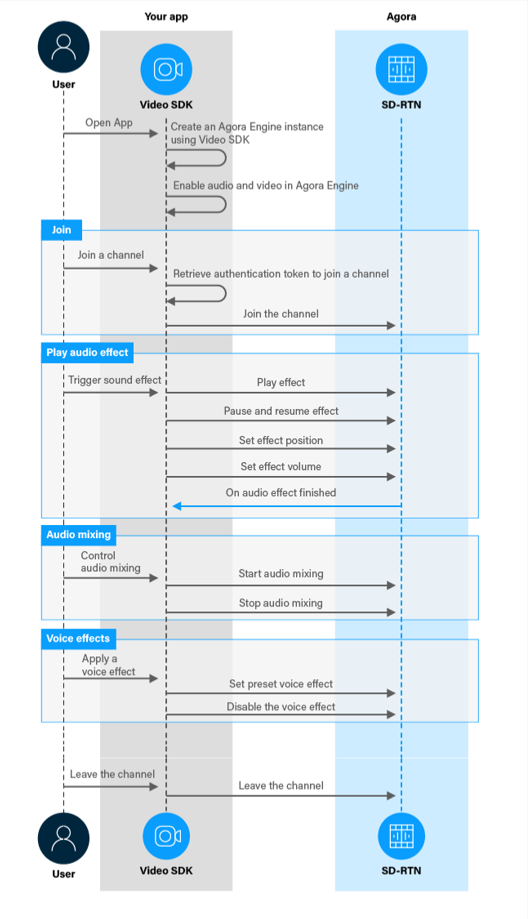 Your app
Agora
User
Video SDK
SD-RTN
Open App
Create an Agora Engine instance
using Video SDK
Enable audio and video in Agora Engine
Join
Join a channel
Retrieve authentication token to join a channel
Join the channel
Play audio effect
Trigger sound effect
Play effect
Pause and resume effect
Set effect position
Set effect volume
On audio effect finished
Audio mixing
Control
audio mixing
Start audio mixing
Stop audio mixing
Voice effects
Apply a
voice effect
Set preset voice effect
Disable the voice effect
Leave the channel
Leave the channel
User
Video SDK
SD-RTN